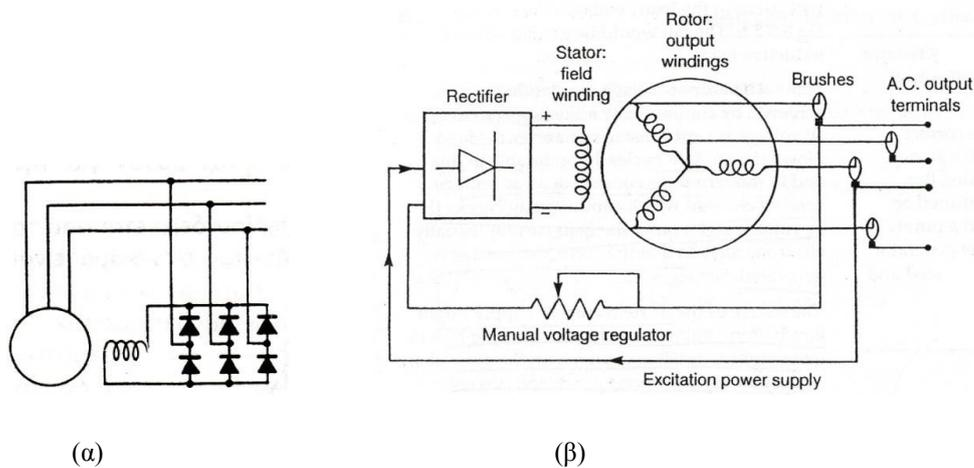 Rotor:
output
windings
Stator:
field
winding
Rectifier
Brushes
A.C. output
terminals
+
−
Manual voltage regulator
Excitation power supply
(α)
(β)